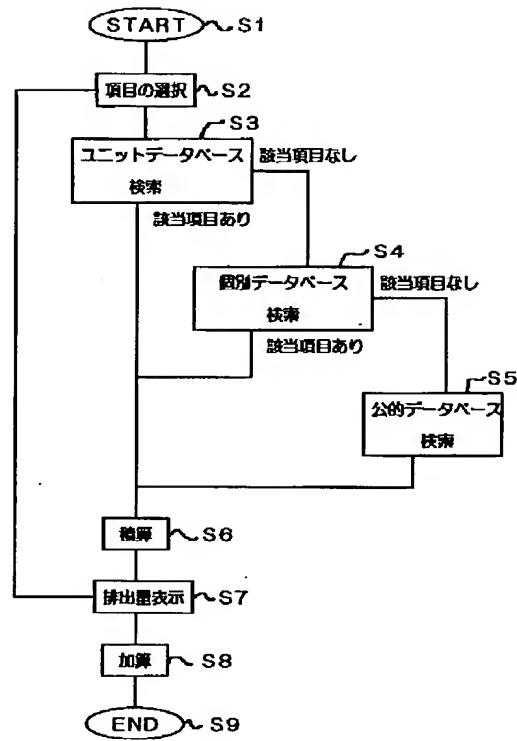 START S1
項目の選択 S2
S3
ユニットデータベース
検索
該当項目なし
該当項目あり
S4
個別データベース
検索
該当項目なし
該当項目あり
S5
公的データベース
検索
積算 S6
排出量表示 S7
加算 S8
END S9